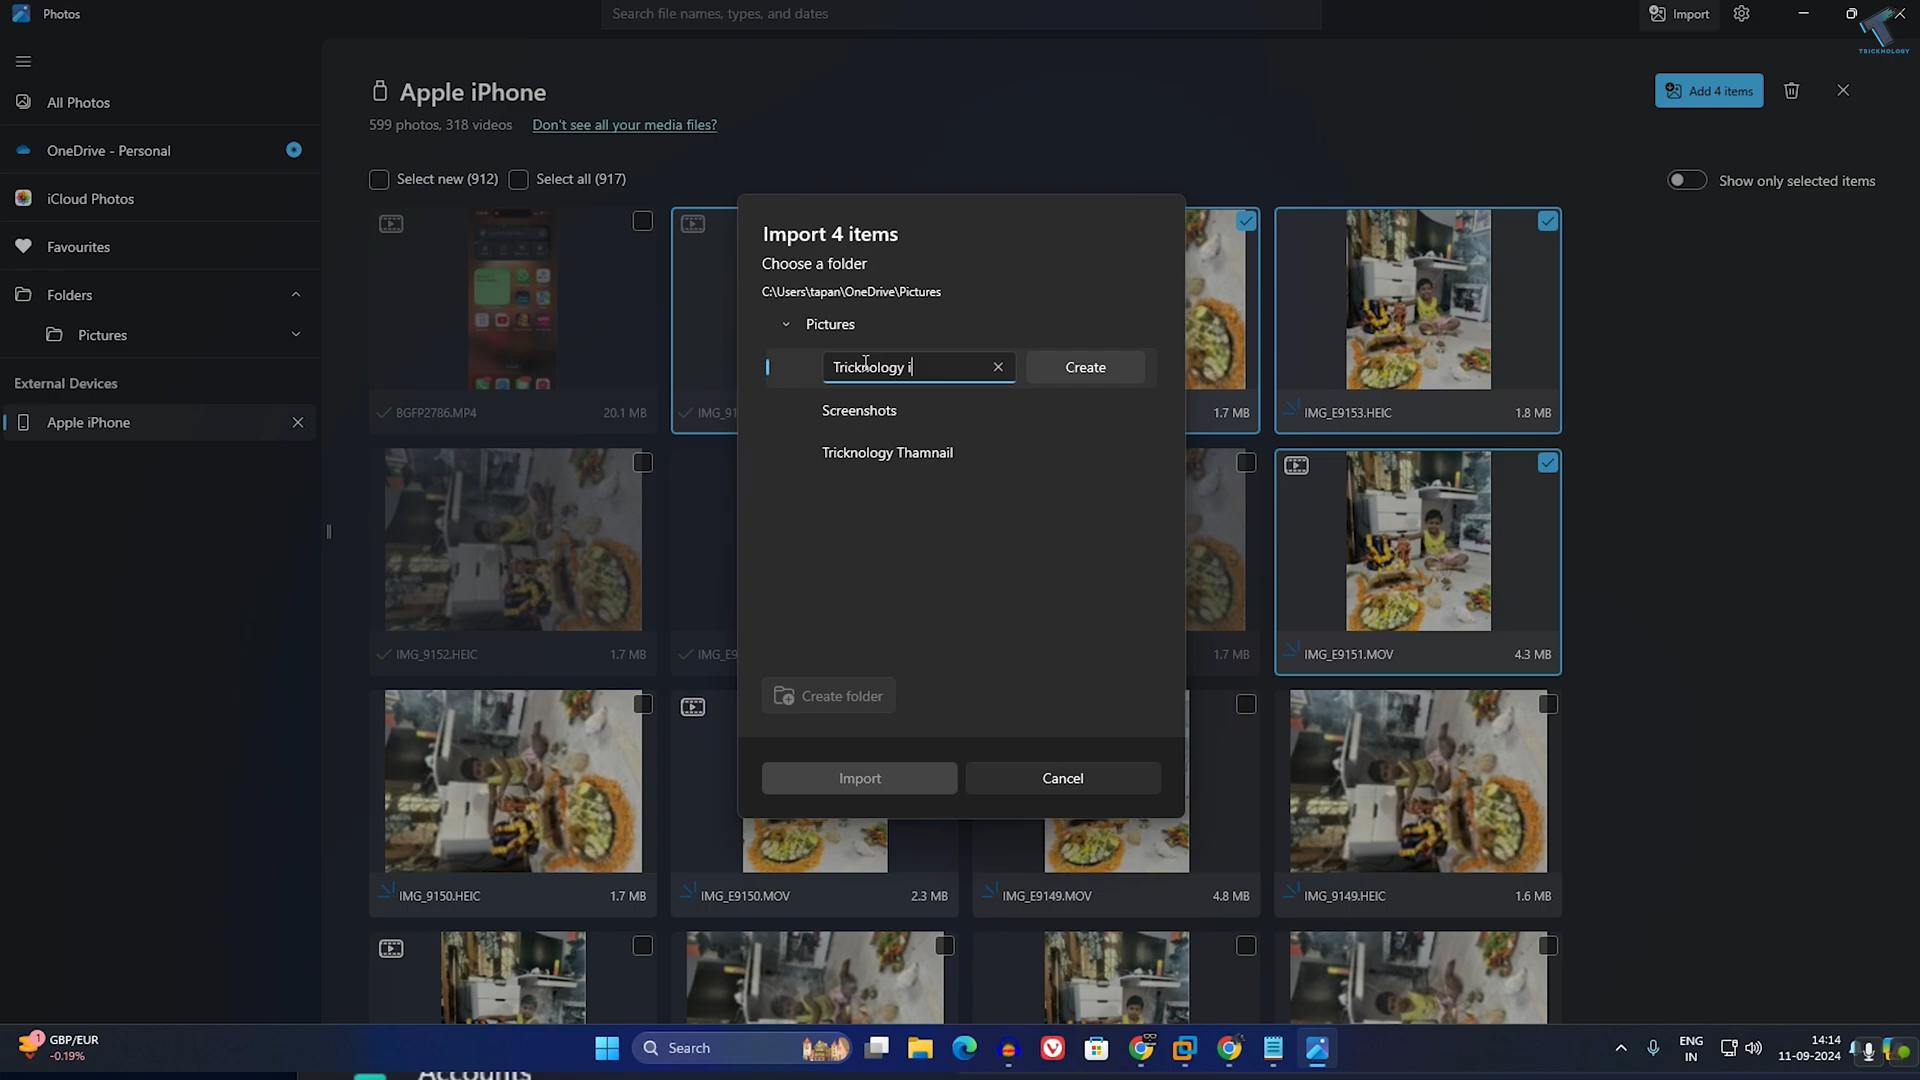 Photos
Search file names, types, and dates
Import
TRICKNOLOGY
All Photos
OneDrive - Personal
iCloud Photos
Favourites
Folders
Pictures
External Devices
Apple iPhone
Apple iPhone
599 photos, 318 videos
Don't see all your media files?
Add 4 items
Select new (912)
Select all (917)
Show only selected items
BGFP2786.MP4
20.1 MB
IMG_91
1.7 MB
IMG_E9153.HEIC
1.8 MB
IMG_9152.HEIC
1.7 MB
IMG_E9
1.7 MB
IMG_E9151.MOV
4.3 MB
IMG_9150.HEIC
1.7 MB
IMG_E9150.MOV
2.3 MB
IMG_E9149.MOV
4.8 MB
IMG_9149.HEIC
1.6 MB
Import 4 items
Choose a folder
C:\Users\tapan\OneDrive\Pictures
Pictures
Tricknology i
Create
Screenshots
Tricknology Thamnail
Create folder
Import
Cancel
Accounts
1
GBP/EUR
-0.19%
Search
ENG
IN
14:14
11-09-2024